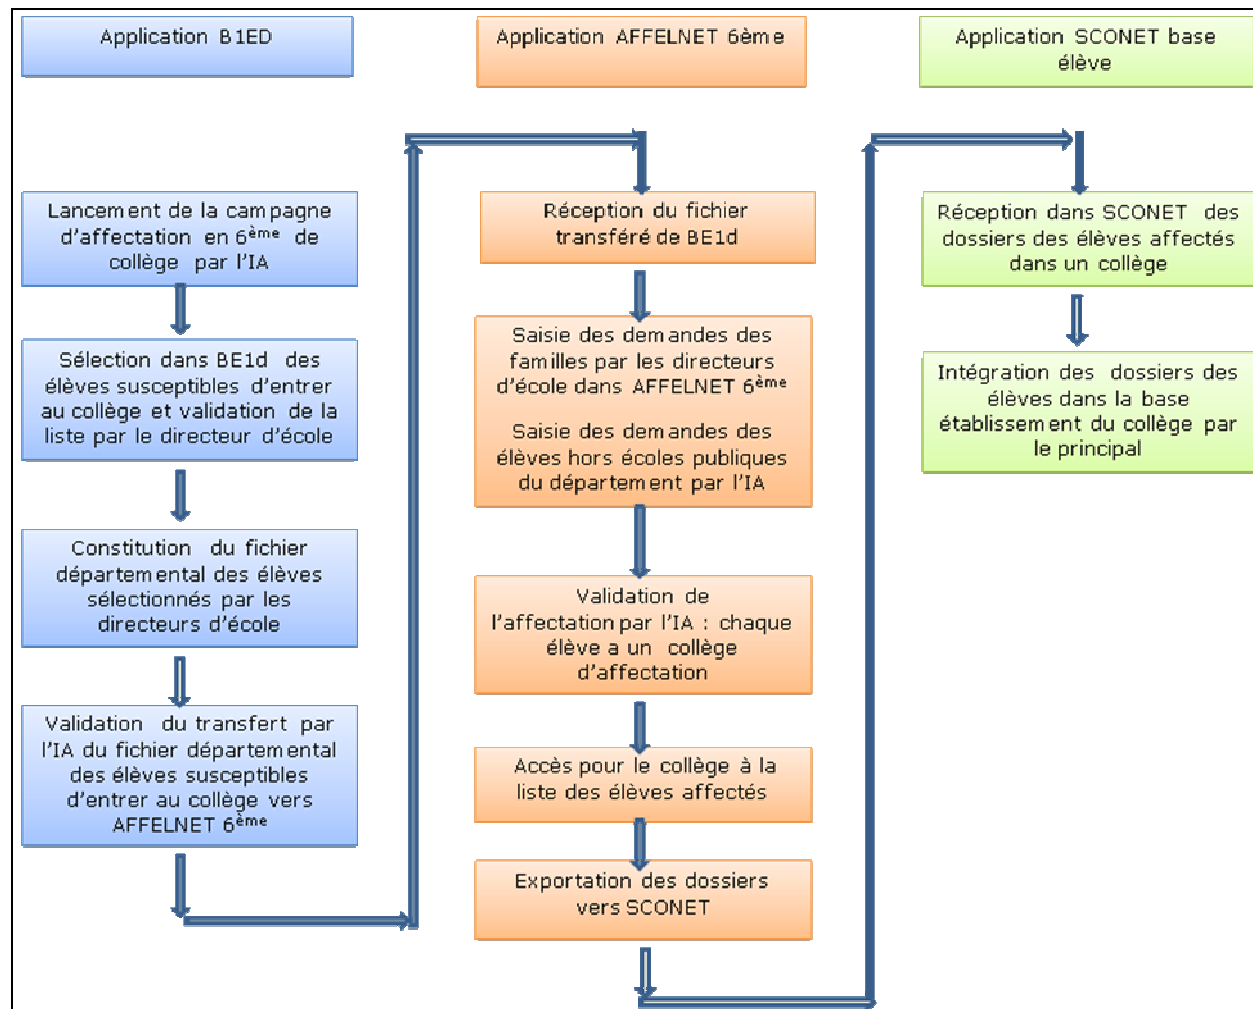 Application B1ED
Lancement de la campagne
d'affectation en 6ème de
collège par l'IA
Sélection dans BE1d des
élèves susceptibles d'entrer
au collège et validation de la
liste par le directeur d'école
Constitution du fichier
départemental des élèves
sélectionnés par les
directeurs d'école
Validation du transfert par
l'IA du fichier départemental
des élèves susceptibles
d'entrer au collège vers
AFFELNET 6ème
Application AFFELNET 6ème
Réception du fichier
transféré de BE1d
Saisie des demandes des
familles par les directeurs
d'école dans AFFELNET 6ème
Saisie des demandes des
élèves hors écoles publiques
du département par l'IA
Validation de
l'affectation par l'IA : chaque
élève a un collège
d'affectation
Accès pour le collège à la
liste des élèves affectés
Exportation des dossiers
vers SCONET
Application SCONET base
élève
Réception dans SCONET des
dossiers des élèves affectés
dans un collège
Intégration des dossiers des
élèves dans la base
établissement du collège par
le principal